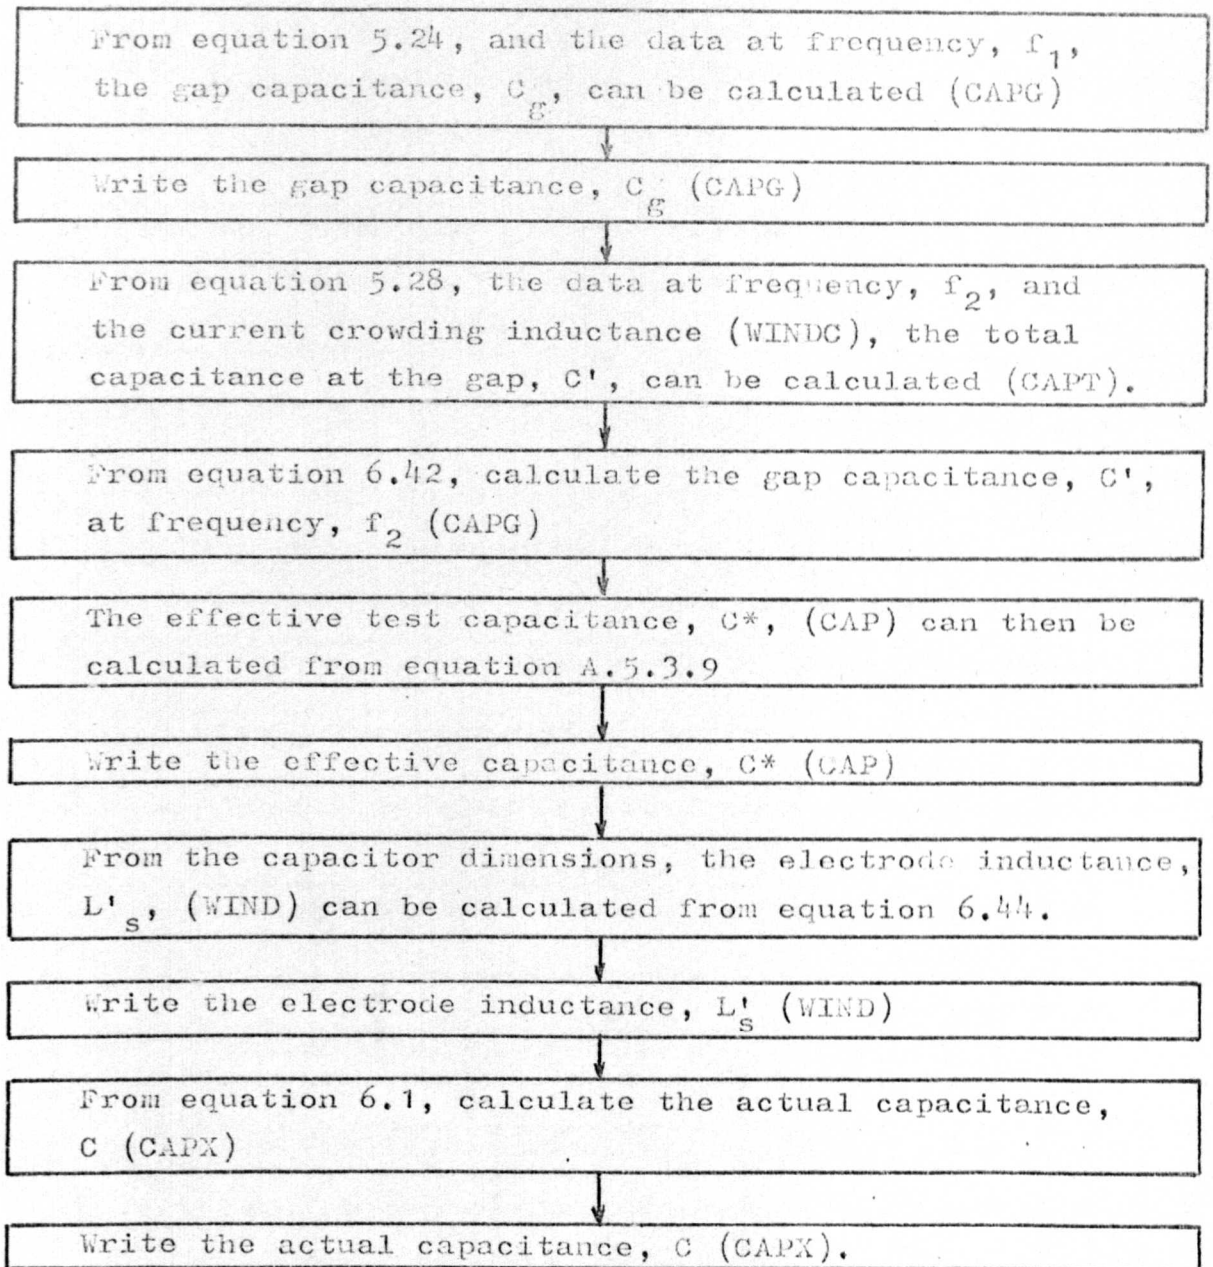 From equation 5.24, and the data at frequency, f₁,
the gap capacitance, C_g, can be calculated (CAPG)
Write the gap capacitance, C_g (CAPG)
From equation 5.28, the data at frequency, f₂, and
the current crowding inductance (WINDC), the total
capacitance at the gap, C', can be calculated (CAPT).
From equation 6.42, calculate the gap capacitance, C',
at frequency, f₂ (CAPG)
The effective test capacitance, C*, (CAP) can then be
calculated from equation A.5.3.9
Write the effective capacitance, C* (CAP)
From the capacitor dimensions, the electrode inductance,
L'ₛ, (WIND) can be calculated from equation 6.44.
Write the electrode inductance, L'ₛ (WIND)
From equation 6.1, calculate the actual capacitance,
C (CAPX)
Write the actual capacitance, C (CAPX).